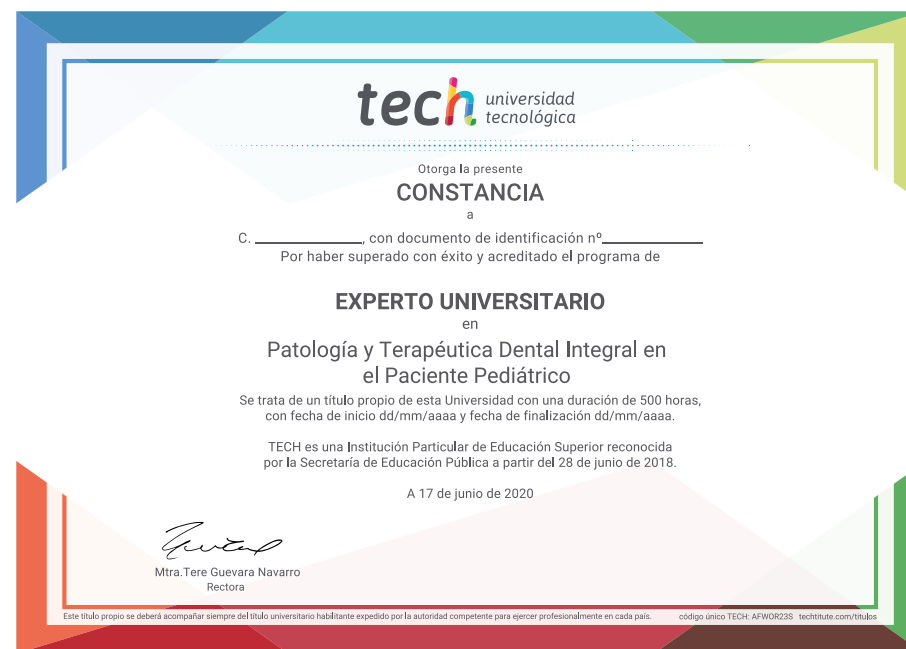 tech universidad
tecnológica
Otorga la presente
CONSTANCIA
a
C. ______________, con documento de identificación nº_____________
Por haber superado con éxito y acreditado el programa de
EXPERTO UNIVERSITARIO
en
Patología y Terapéutica Dental Integral en
el Paciente Pediátrico
Se trata de un título propio de esta Universidad con una duración de 500 horas,
con fecha de inicio dd/mm/aaaa y fecha de finalización dd/mm/aaaa.
TECH es una Institución Particular de Educación Superior reconocida
por la Secretaría de Educación Pública a partir del 28 de junio de 2018.
A 17 de junio de 2020
Mtra.Tere Guevara Navarro
Rectora
Este título propio se deberá acompañar siempre del título universitario habilitante expedido por la autoridad competente para ejercer profesionalmente en cada país. código único TECH: AFWOR23S techtitute.com/titulos